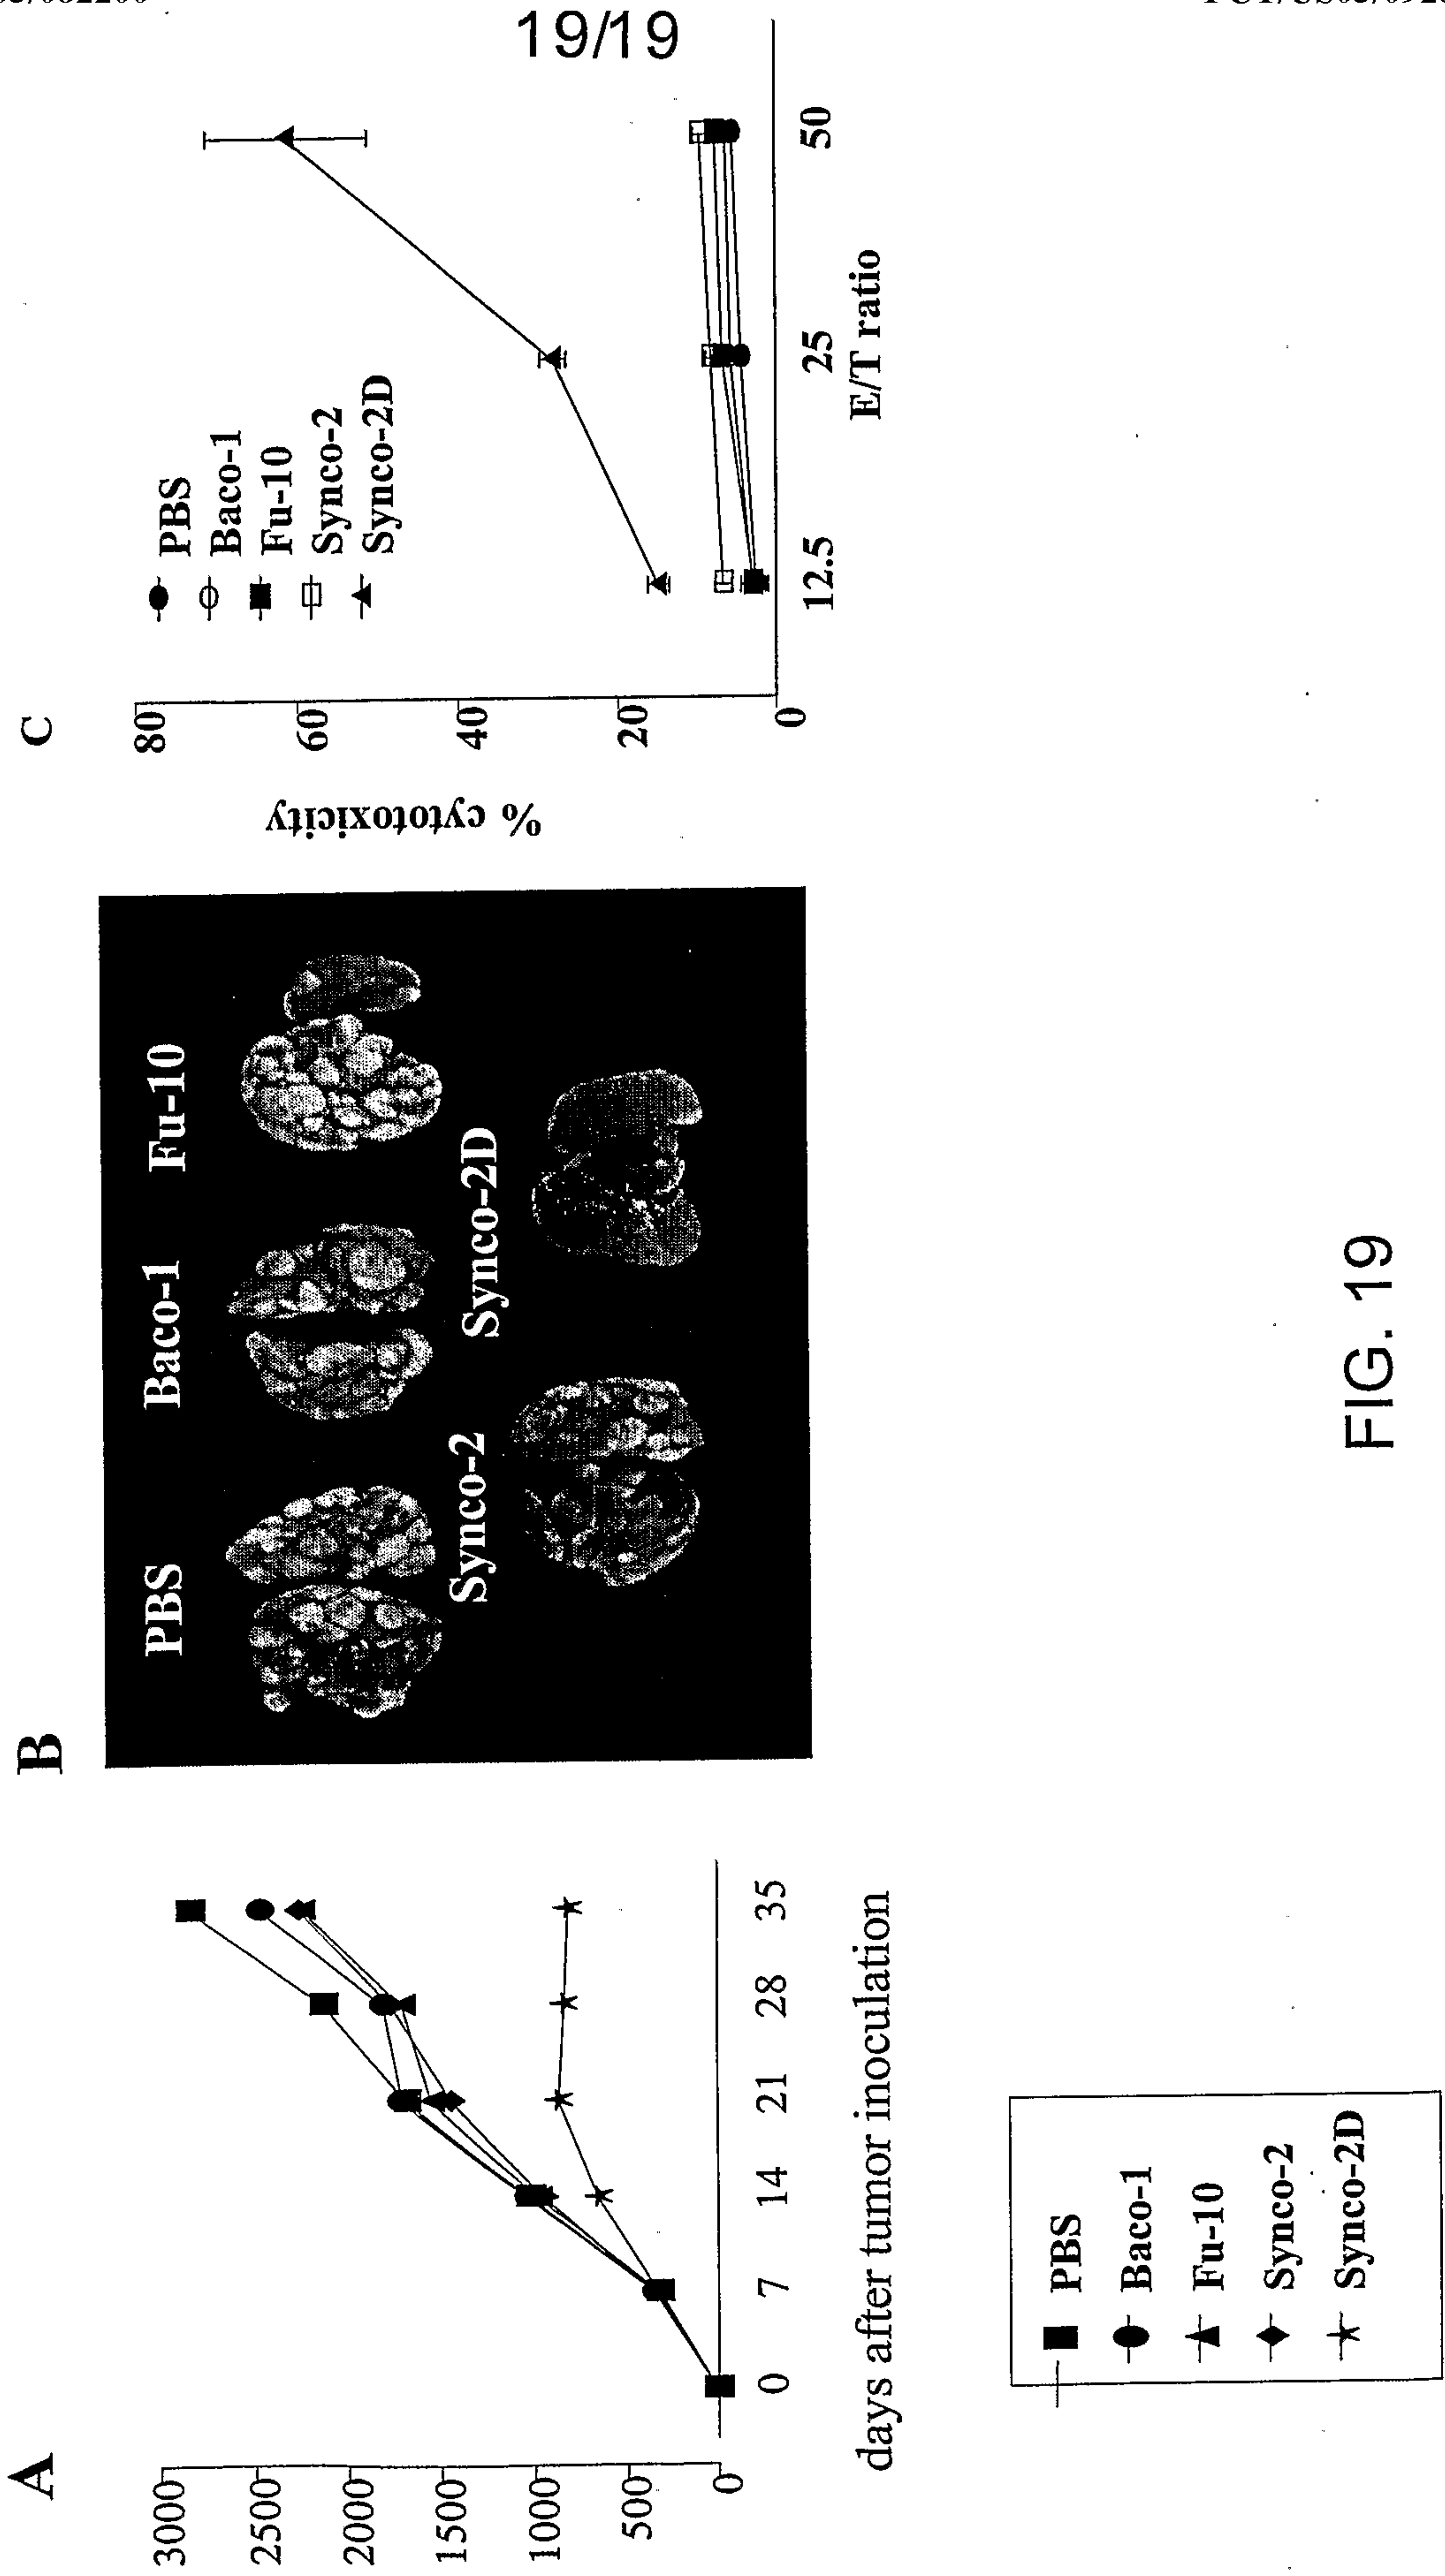 19/19
A
3000
2500
2000
1500
1000
500
0
0 7 14 21 28 35
days after tumor inoculation
PBS
Baco-1
Fu-10
Synco-2
Synco-2D
B
PBS Baco-1 Fu-10
Synco-2 Synco-2D
C
% cytotoxicity
80
60
40
20
0
PBS
Baco-1
Fu-10
Synco-2
Synco-2D
12.5 25 50
E/T ratio
FIG. 19